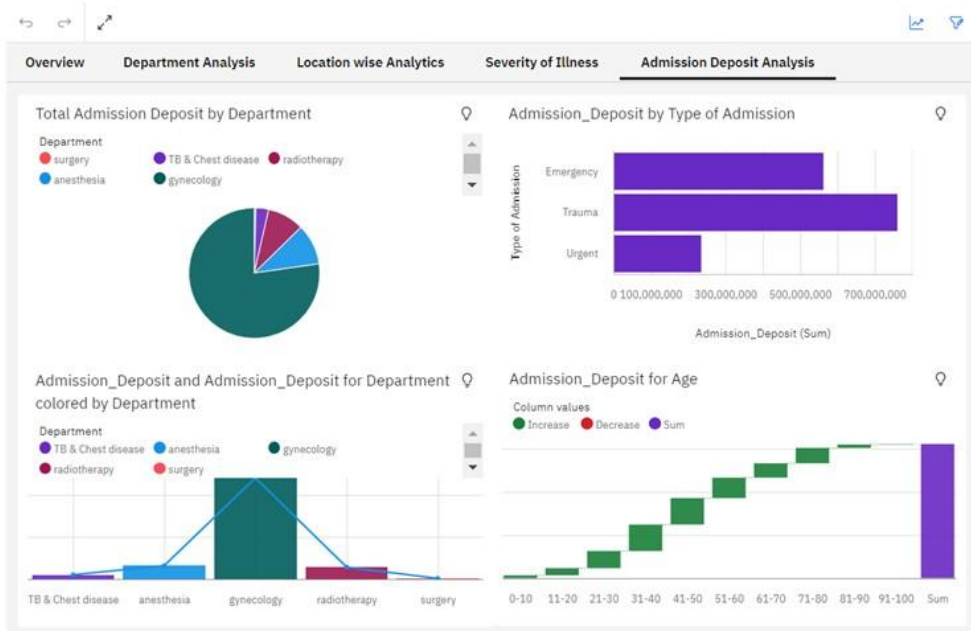 Overview Department Analysis Location wise Analytics Severity of Illness Admission Deposit Analysis
Total Admission Deposit by Department
Department
surgery TB & Chest disease radiotherapy
anesthesia gynecology
Admission_Deposit by Type of Admission
Type of Admission
Emergency
Trauma
Urgent
0 100,000,000 300,000,000 500,000,000 700,000,000
Admission_Deposit (Sum)
Admission_Deposit and Admission_Deposit for Department
colored by Department
Department
TB & Chest disease anesthesia gynecology
radiotherapy surgery
TB & Chest disease anesthesia gynecology radiotherapy surgery
Admission_Deposit for Age
Column values
Increase Decrease Sum
0-10 11-20 21-30 31-40 41-50 51-60 61-70 71-80 81-90 91-100 Sum